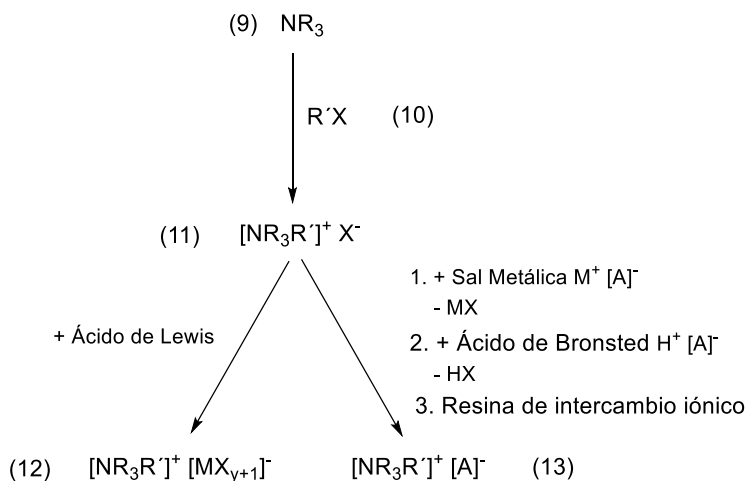 (9) NR₃
R´X (10)
(11) [NR₃R´]⁺ X⁻
+ Ácido de Lewis
1. + Sal Metálica M⁺ [A]⁻
- MX
2. + Ácido de Bronsted H⁺ [A]⁻
- HX
3. Resina de intercambio iónico
(12) [NR₃R´]⁺ [MXᵧ₊₁]⁻ [NR₃R´]⁺ [A]⁻ (13)